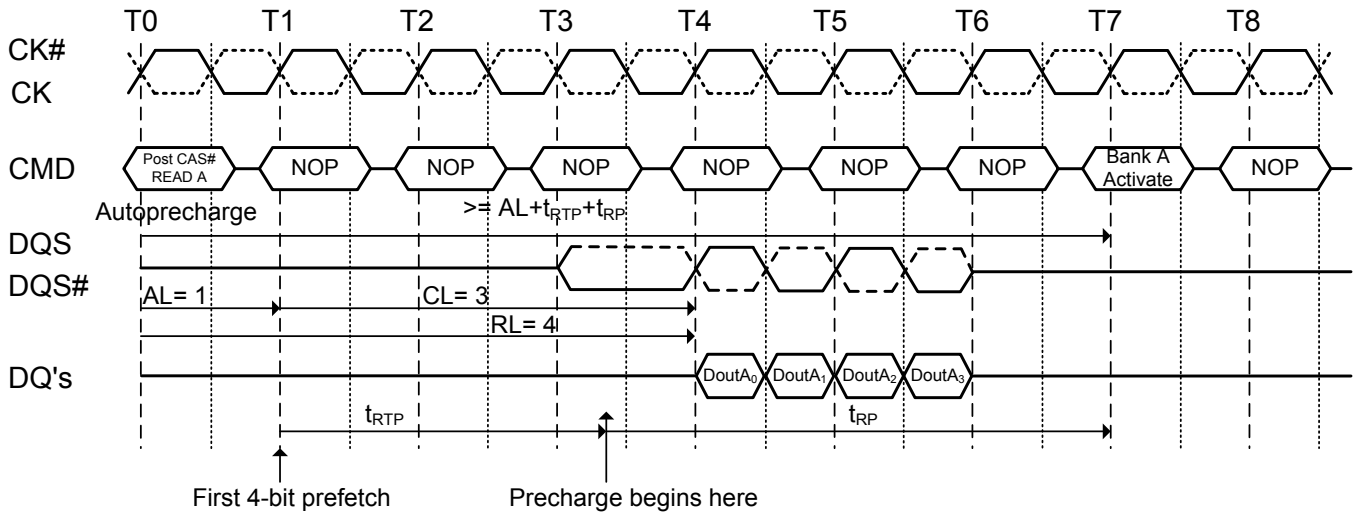 T0 T1 T2 T3 T4 T5 T6 T7 T8
CK#
CK
CMD
Post CAS#
READ A
NOP NOP NOP NOP NOP NOP
Bank A
Activate
NOP
Autoprecharge
>= AL+tRTP+tRP
DQS
DQS#
AL= 1
CL= 3
RL= 4
DQ's
DoutA0 DoutA1 DoutA2 DoutA3
tRTP
tRP
First 4-bit prefetch
Precharge begins here